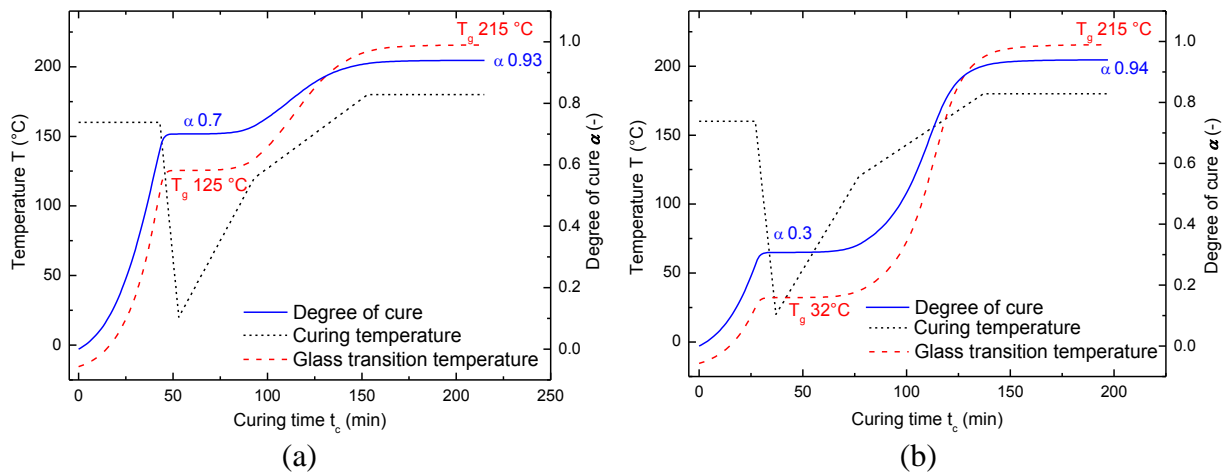 T_g 215 °C
α 0.93
α 0.7
T_g 125 °C
Degree of cure
Curing temperature
Glass transition temperature
0
50
100
150
200
Temperature T (°C)
0 50 100 150 200 250
Curing time t_c (min)
0.0
0.2
0.4
0.6
0.8
1.0
Degree of cure α (-)
(a)
T_g 215 °C
α 0.94
α 0.3
T_g 32°C
Degree of cure
Curing temperature
Glass transition temperature
0
50
100
150
200
Temperature T (°C)
0 50 100 150 200
Curing time t_c (min)
0.0
0.2
0.4
0.6
0.8
1.0
Degree of cure α (-)
(b)